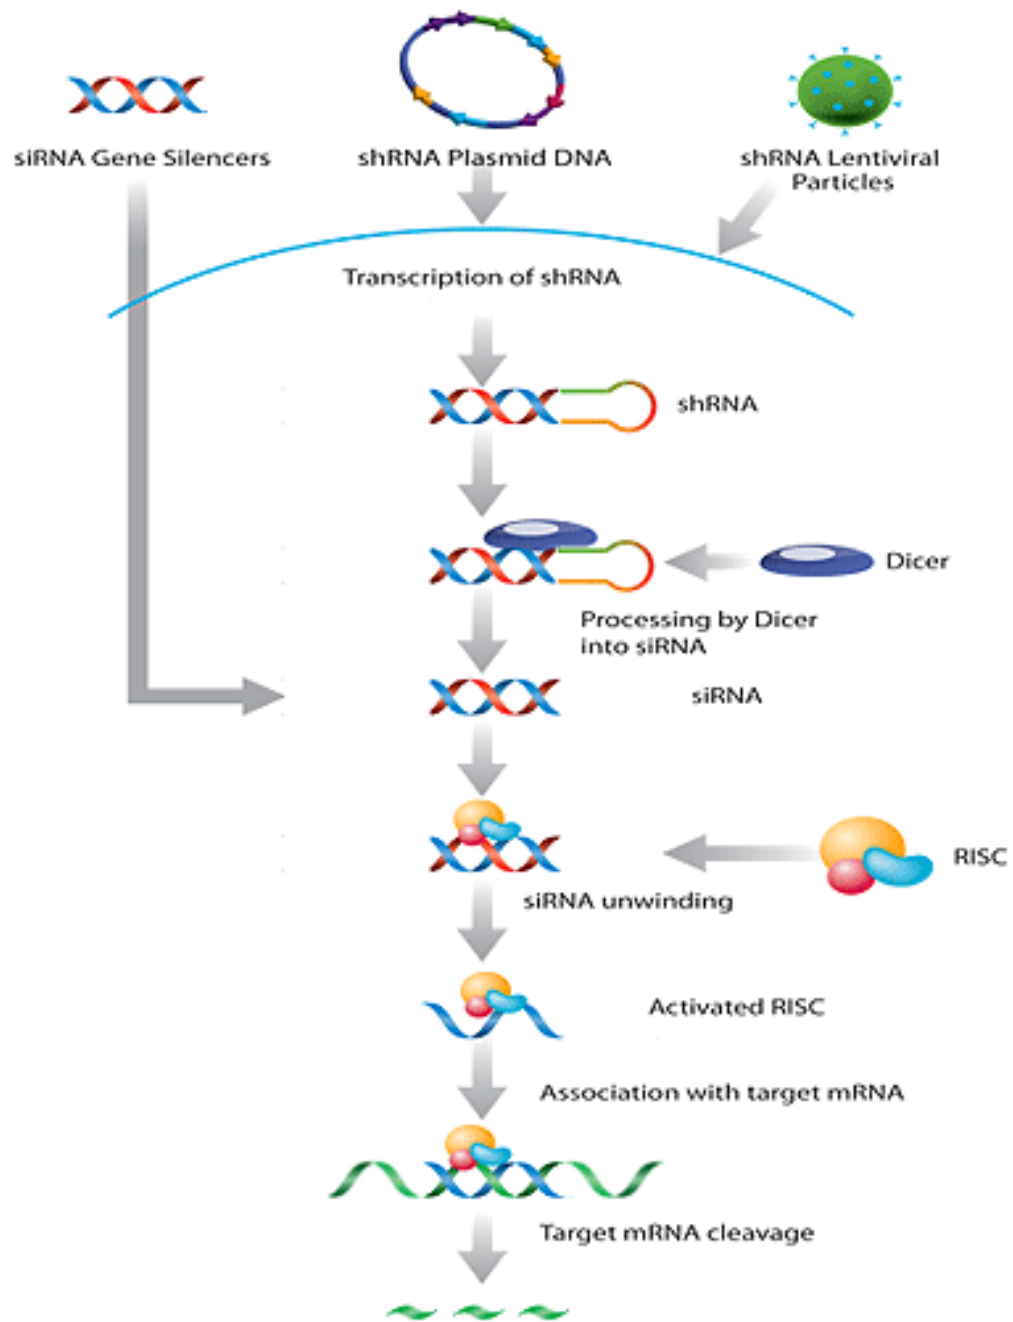 siRNA Gene Silencers
shRNA Plasmid DNA
shRNA Lentiviral
Particles
Transcription of shRNA
shRNA
Dicer
Processing by Dicer
into siRNA
siRNA
RISC
siRNA unwinding
Activated RISC
Association with target mRNA
Target mRNA cleavage